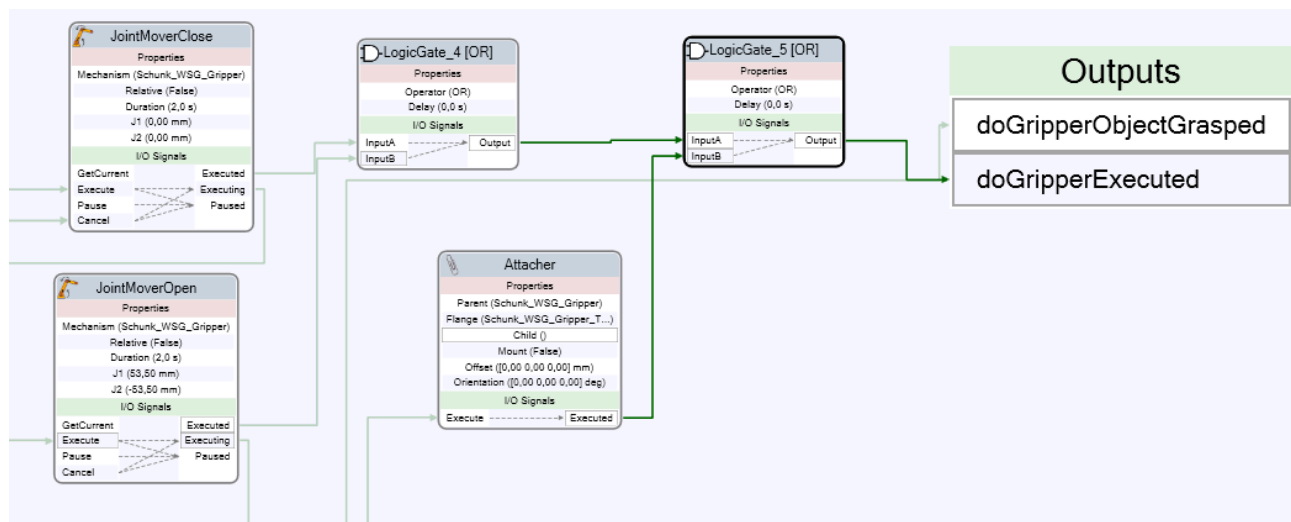 JointMoverClose
Properties
Mechanism (Schunk_WSG_Gripper)
Relative (False)
Duration (2,0 s)
J1 (0,00 mm)
J2 (0,00 mm)
I/O Signals
GetCurrent Executed
Execute Executing
Pause Paused
Cancel
LogicGate_4 [OR]
Properties
Operator (OR)
Delay (0,0 s)
I/O Signals
InputA Output
InputB
LogicGate_5 [OR]
Properties
Operator (OR)
Delay (0,0 s)
I/O Signals
InputA Output
InputB
Outputs
doGripperObjectGrasped
doGripperExecuted
JointMoverOpen
Properties
Mechanism (Schunk_WSG_Gripper)
Relative (False)
Duration (2,0 s)
J1 (53,50 mm)
J2 (-53,50 mm)
I/O Signals
GetCurrent Executed
Execute Executing
Pause Paused
Cancel
Attacher
Properties
Parent (Schunk_WSG_Gripper)
Flange (Schunk_WSG_Gripper_T...)
Child ()
Mount (False)
Offset ([0,00 0,00 0,00] mm)
Orientation ([0,00 0,00 0,00] deg)
I/O Signals
Execute Executed